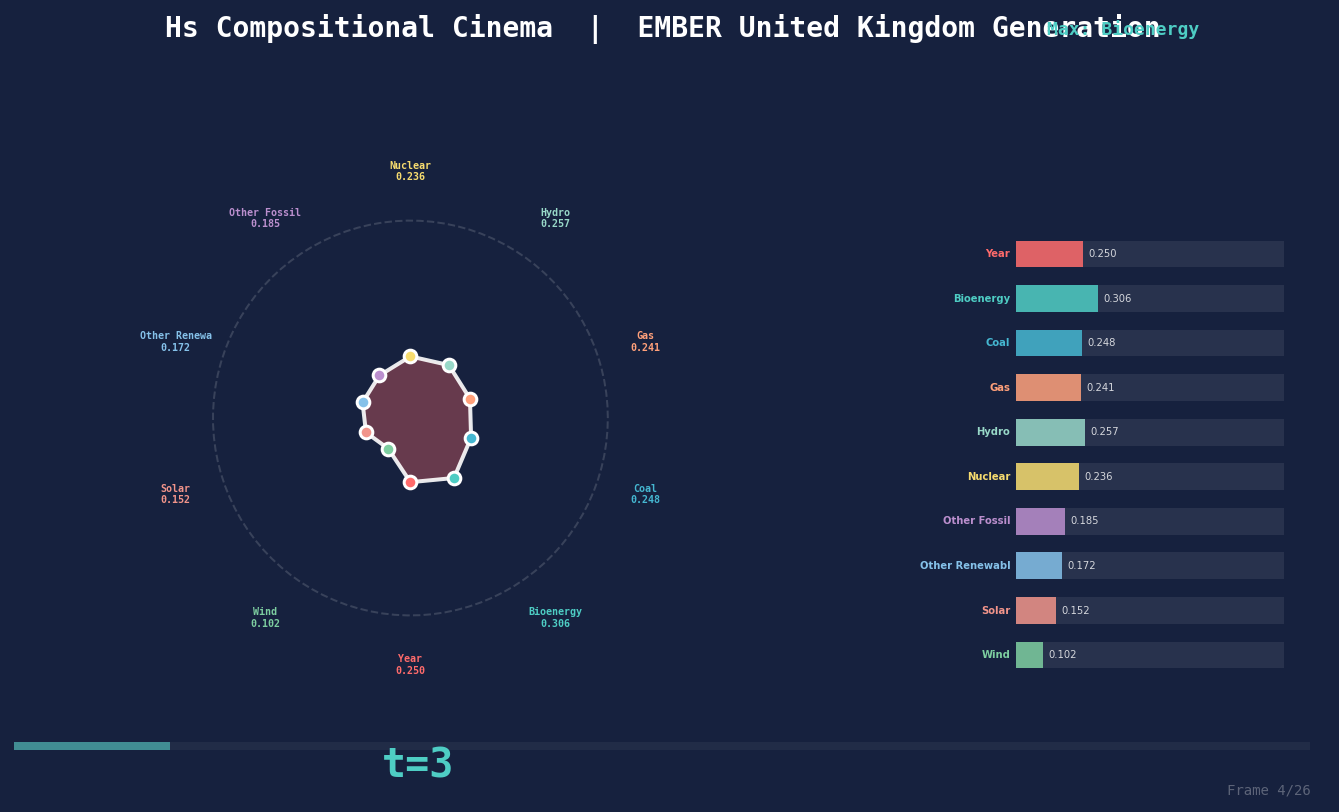 Hs Compositional Cinema | EMBER United Kingdom Generation
Max: Bioenergy
Nuclear
0.236
Other Fossil
0.185
Hydro
0.257
Other Renewa
0.172
Gas
0.241
Solar
0.152
Coal
0.248
Wind
0.102
Bioenergy
0.306
Year
0.250
Year 0.250
Bioenergy 0.306
Coal 0.248
Gas 0.241
Hydro 0.257
Nuclear 0.236
Other Fossil 0.185
Other Renewabl 0.172
Solar 0.152
Wind 0.102
t=3
Frame 4/26